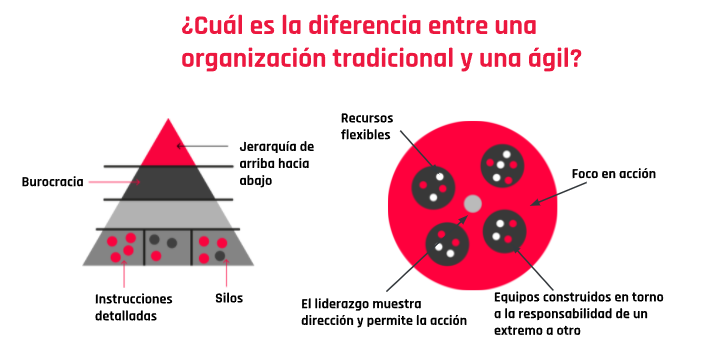 ¿Cuál es la diferencia entre una
organización tradicional y una ágil?
Recursos
flexibles
Jerarquía de
arriba hacia
abajo
Burocracia
Foco en acción
Instrucciones
detalladas
Silos
El liderazgo muestra
dirección y permite la acción
Equipos construidos en torno
a la responsabilidad de un
extremo a otro